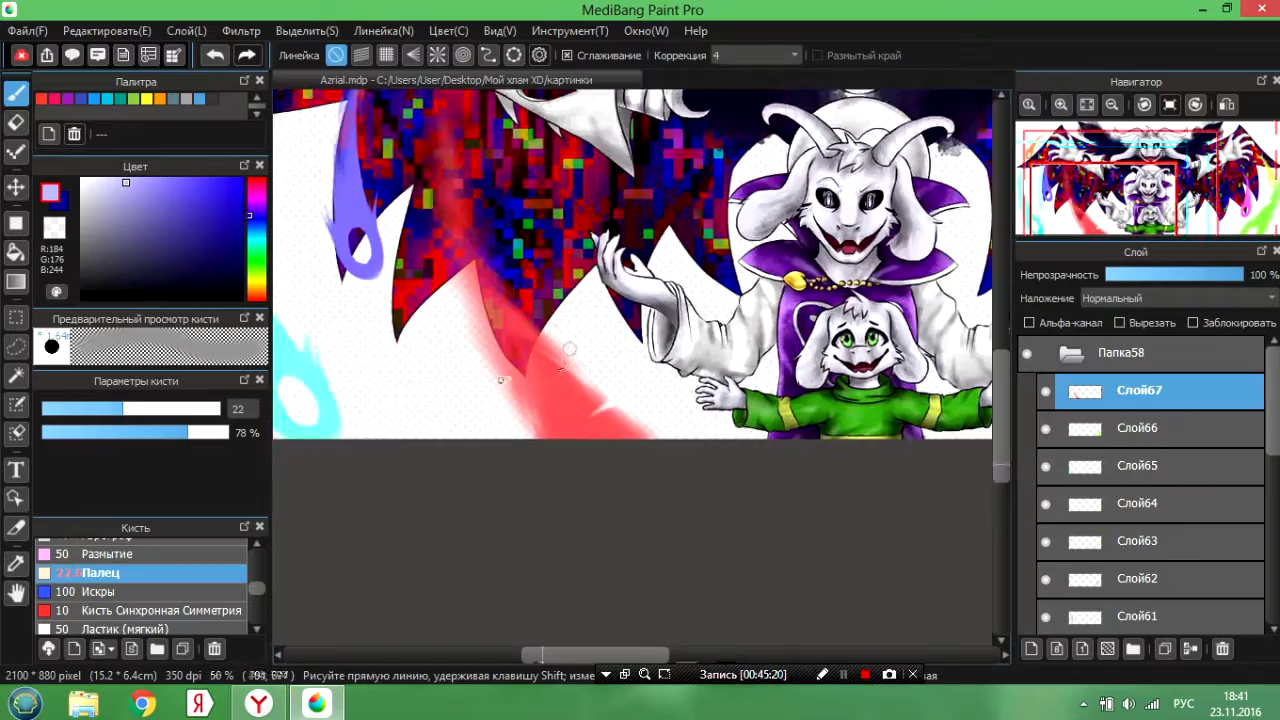 MediBang Paint Pro
Файл(F) Редактировать(E) Слой(L) Фильтр Выделить(S) Линейка(N) Цвет(C) Вид(V) Инструмент(T) Окно(W) Help
Линейка Сглаживание Коррекция 4 Размытый край
Палитра
Azrial.mdp - C:/Users/User/Desktop/Мой хлам XD/картинки
Навигатор
---
Цвет
R:184
G:176
B:244
Слой
Непрозрачность 100 %
Наложение Нормальный
Альфа-канал Вырезать Заблокировать
Предварительный просмотр кисти
* 1.64m
Параметры кисти
22
78 %
Папка58
Слой67
Слой66
Слой65
Слой64
Слой63
Слой62
Слой61
Кисть
50 Размытие
22.0 Палец
100 Искры
10 Кисть Синхронная Симметрия
50 Ластик (мягкий)
2100 * 880 pixel (15.2 * 6.4cm) 350 dpi 50 % Рисуйте прямую линию, удерживая клавишу Shift; изме
Запись [00:45:20]
РУС
18:41
23.11.2016